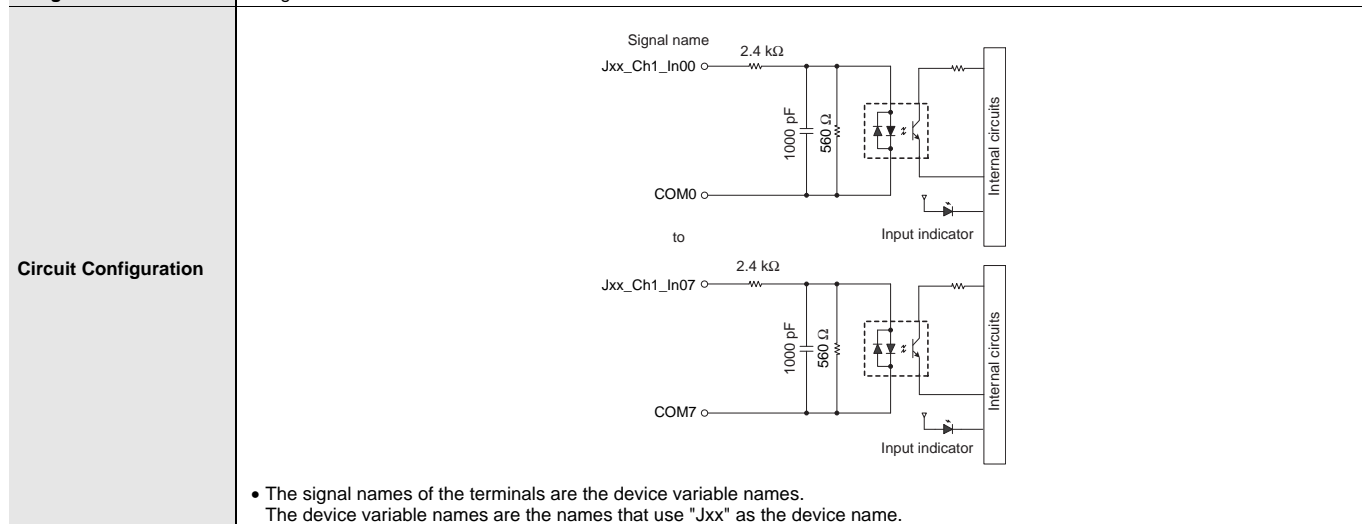 Signal name
2.4 kΩ
Jxx_Ch1_In00
1000 pF
560 Ω
Internal circuits
COM0
Input indicator
to
Circuit Configuration
2.4 kΩ
Jxx_Ch1_In07
1000 pF
560 Ω
Internal circuits
COM7
Input indicator
• The signal names of the terminals are the device variable names.
The device variable names are the names that use "Jxx" as the device name.